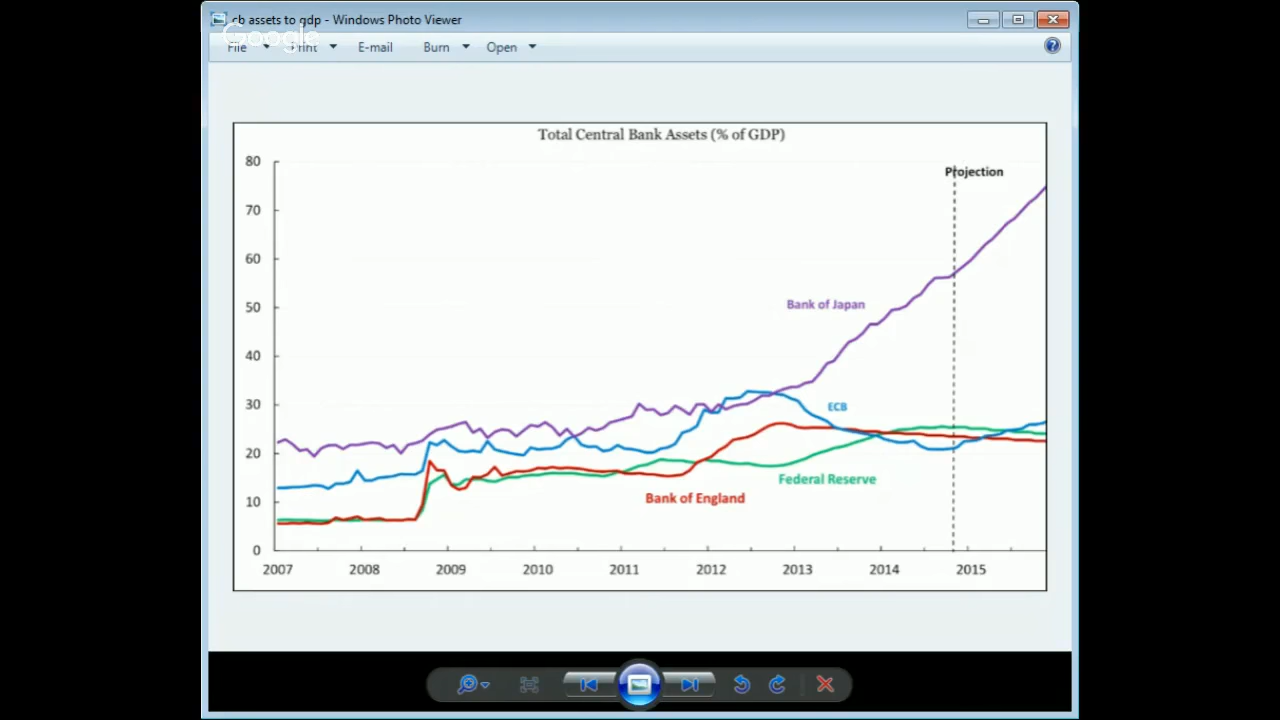 cb assets to gdp - Windows Photo Viewer
Google
File Print E-mail Burn Open
Total Central Bank Assets (% of GDP)
80
Projection
70
60
50
Bank of Japan
40
30
ECB
20
Federal Reserve
Bank of England
10
0
2007 2008 2009 2010 2011 2012 2013 2014 2015